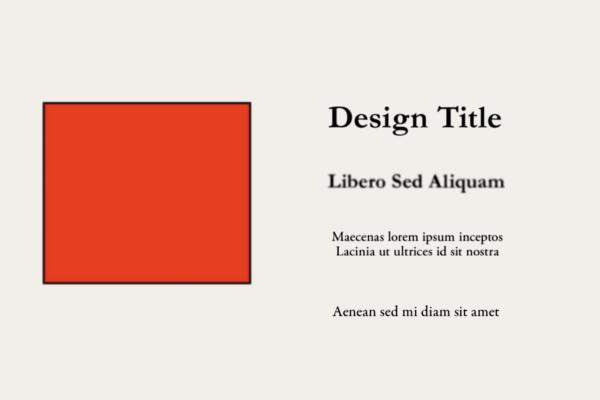 Design Title
Libero Sed Aliquam
Maecenas lorem ipsum inceptos
Lacinia ut ultrices id sit nostra
Aenean sed mi diam sit amet